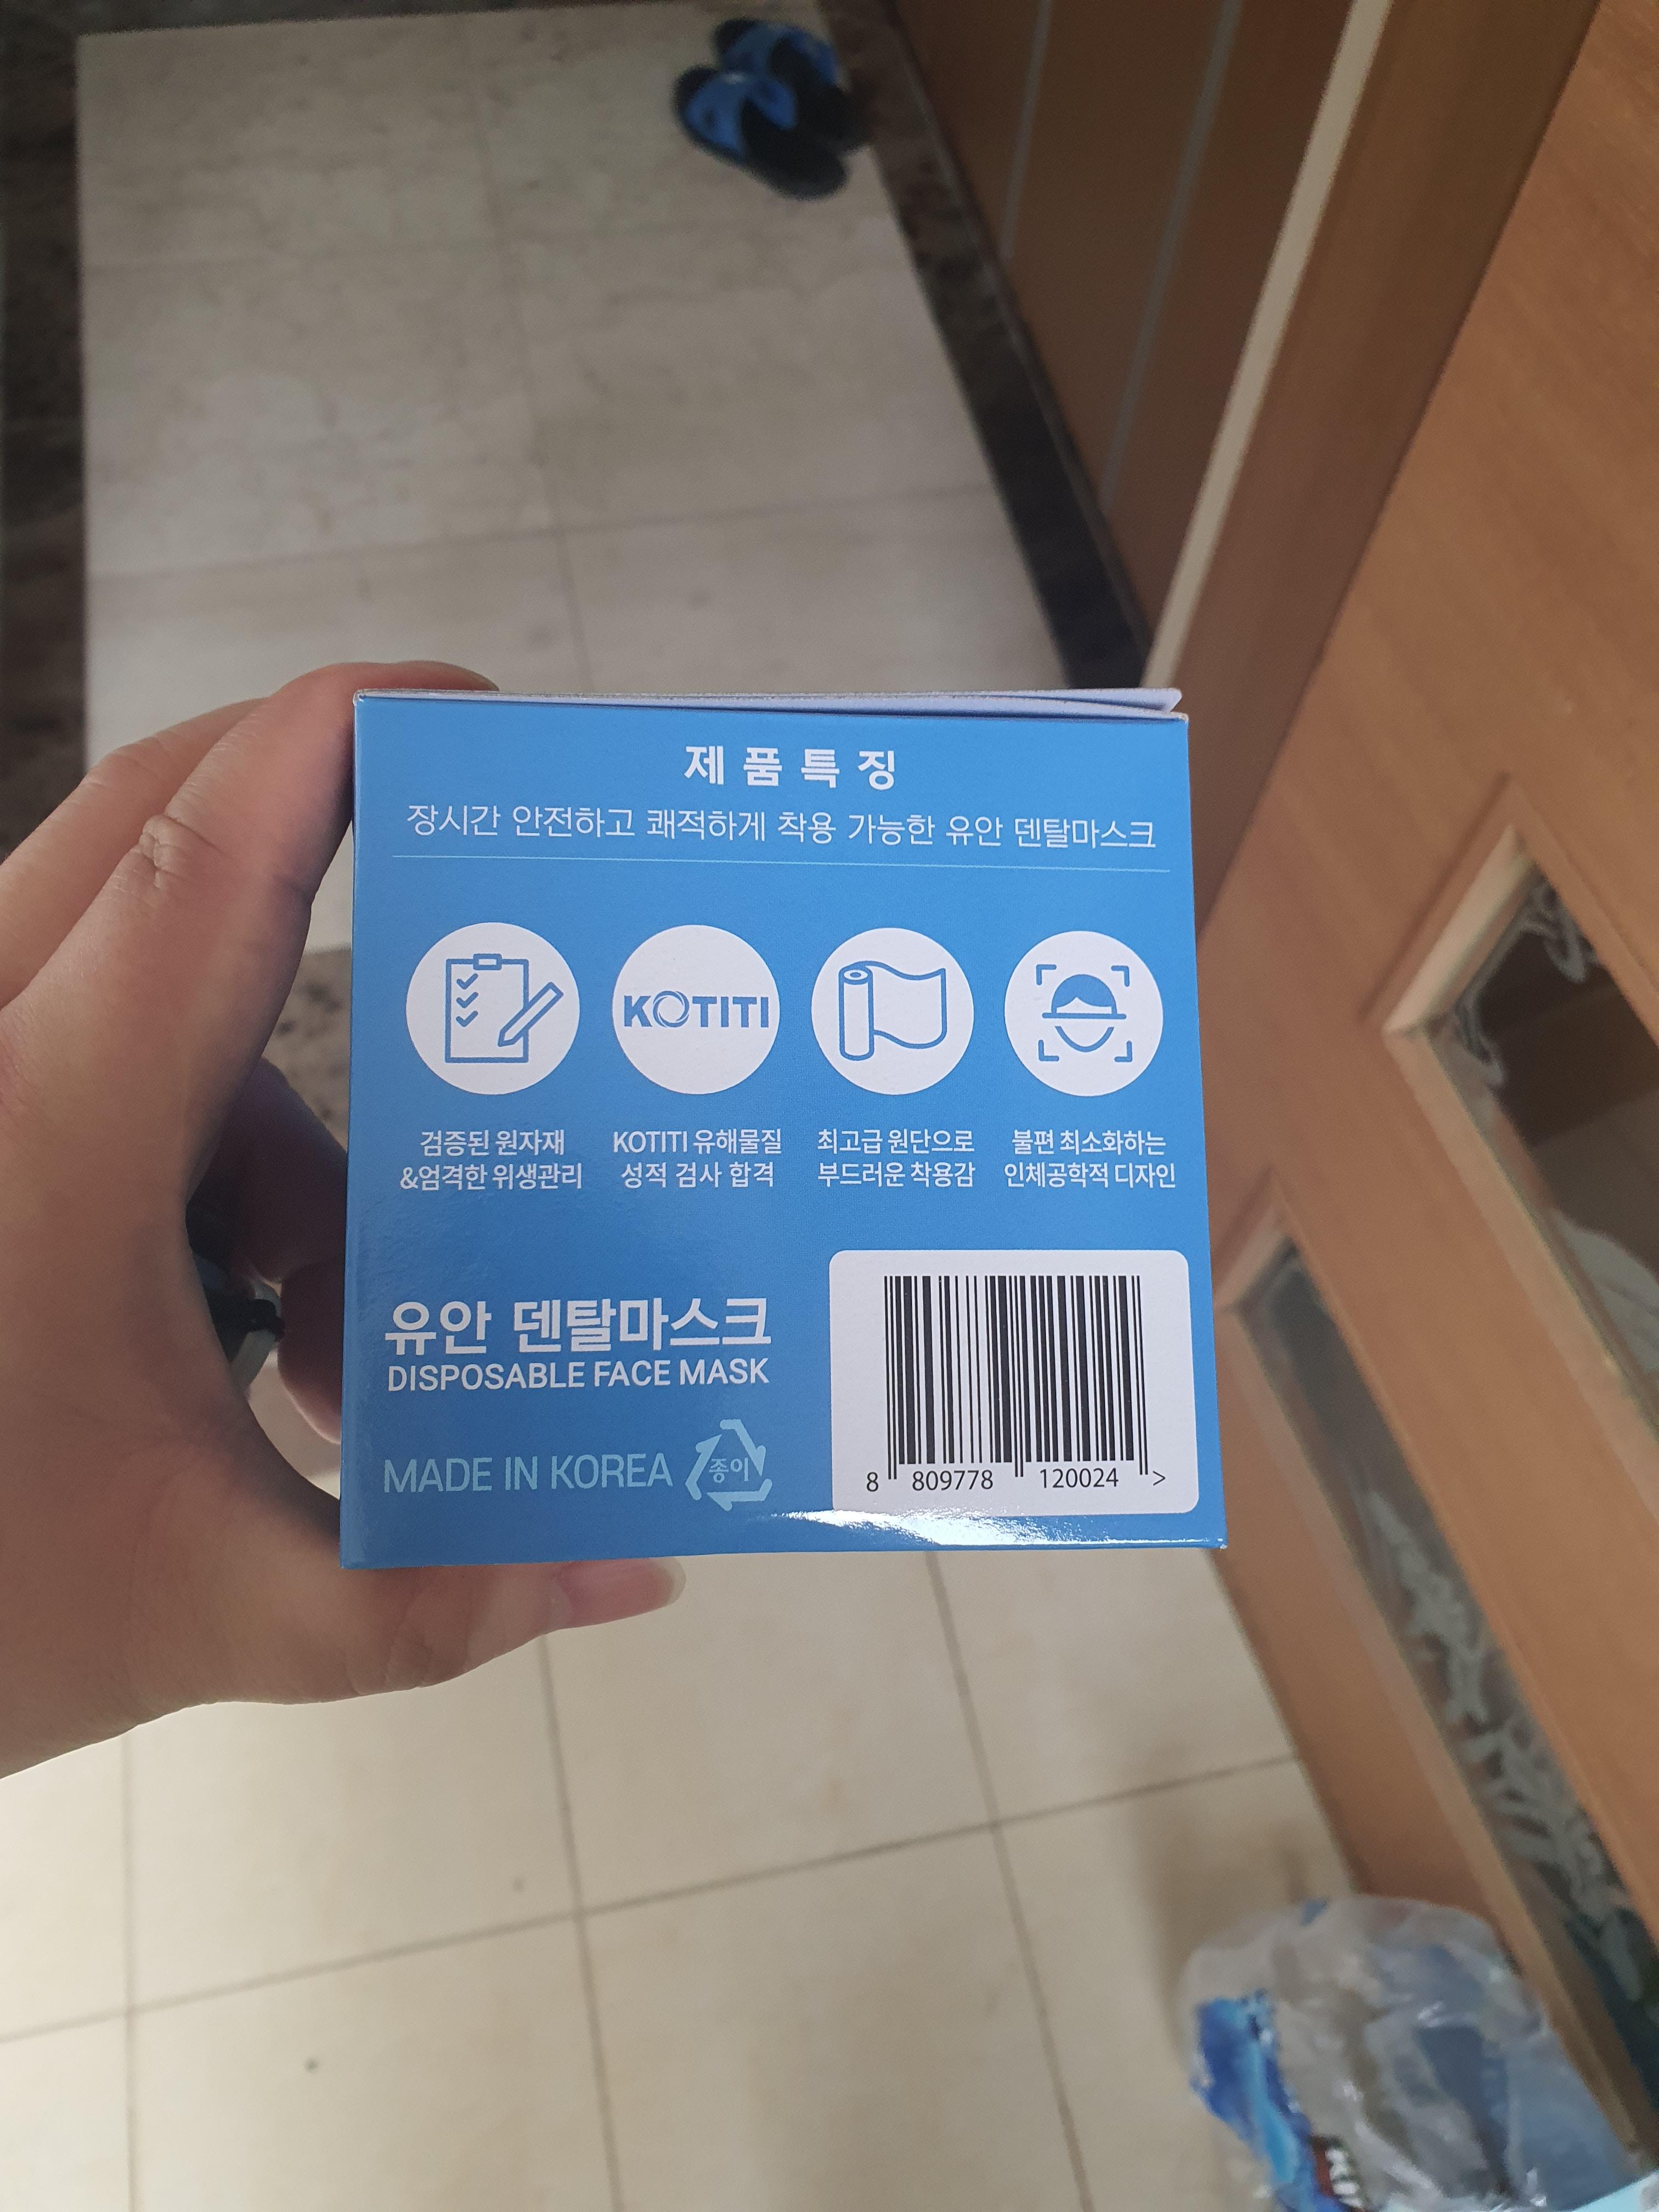 제품특징
장시간 안전하고 쾌적하게 착용 가능한 유안 덴탈마스크
KOTITI
검증된 원자재
&엄격한 위생관리
KOTITI 유해물질
성적 검사 합격
최고급 원단으로
부드러운 착용감
불편 최소화하는
인체공학적 디자인
유안 덴탈마스크
DISPOSABLE FACE MASK
MADE IN KOREA
종이
8 809778 120024 >